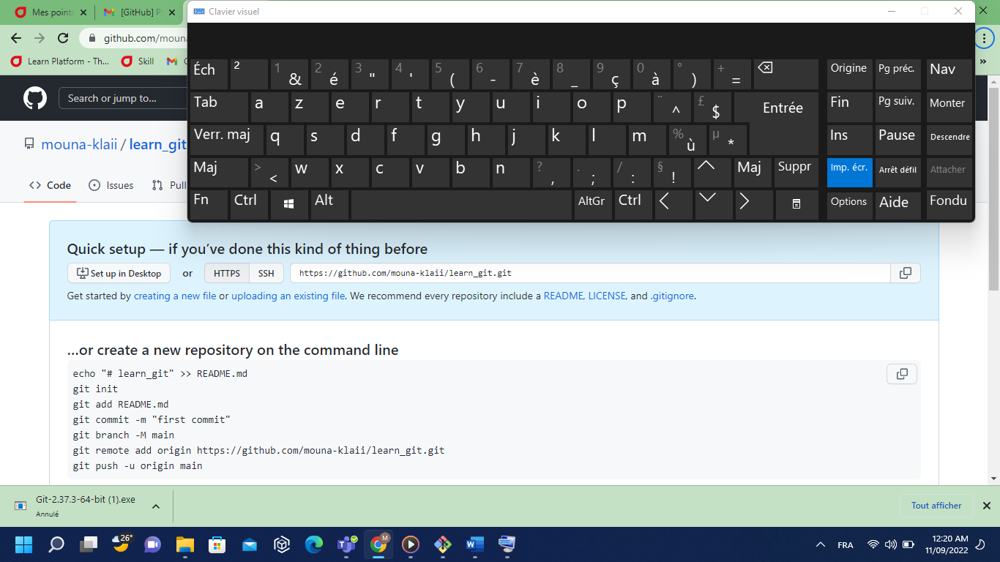 Mes points
[GitHub] Pl
Clavier visuel
github.com/moun
Learn Platform - Th...
Skill
Search or jump to...
mouna-klaii / learn_git
Code
Issues
Pull
Éch ² 1 & 2 é 3 " 4 ' 5 ( 6 - 7 è 8 _ 9 ç 0 à ° ) + = Origine Pg préc. Nav
Tab a z e r t y u i o p ¨ ^ £ $ Entrée Fin Pg suiv. Monter
Verr. maj q s d f g h j k l m % ù µ * Ins Pause Descendre
Maj > < w x c v b n ? , . ; / : § ! Maj Suppr Imp. écr. Arrêt défil Attacher
Fn Ctrl Alt AltGr Ctrl Options Aide Fondu
Quick setup — if you've done this kind of thing before
Set up in Desktop or HTTPS SSH https://github.com/mouna-klaii/learn_git.git
Get started by creating a new file or uploading an existing file. We recommend every repository include a README, LICENSE, and .gitignore.
…or create a new repository on the command line
echo "# learn_git" >> README.md
git init
git add README.md
git commit -m "first commit"
git branch -M main
git remote add origin https://github.com/mouna-klaii/learn_git.git
git push -u origin main
Git-2.37.3-64-bit (1).exe
Annulé
Tout afficher
26°
M
FRA
12:20 AM
11/09/2022